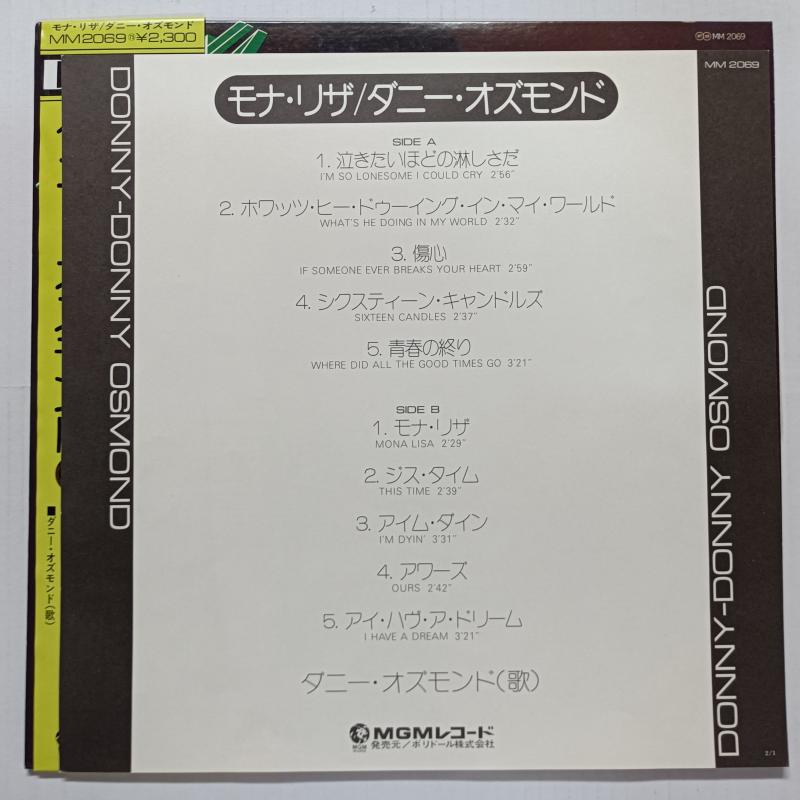 モナ・リザ/ダニー・オズモンド
MM2069 ¥2,300
MM 2069
MM 2069
DONNY-DONNY OSMOND
モナ・リザ/ダニー・オズモンド
SIDE A
1. 泣きたいほどの淋しさだ
I'M SO LONESOME I COULD CRY 2'56"
2. ホワッツ・ヒー・ドゥーイング・イン・マイ・ワールド
WHAT'S HE DOING IN MY WORLD 2'32"
3. 傷心
IF SOMEONE EVER BREAKS YOUR HEART 2'59"
4. シクスティーン・キャンドルズ
SIXTEEN CANDLES 2'37"
5. 青春の終り
WHERE DID ALL THE GOOD TIMES GO 3'21"
SIDE B
1. モナ・リザ
MONA LISA 2'29"
2. ジス・タイム
THIS TIME 2'39"
3. アイム・ダイン
I'M DYIN' 3'31"
4. アワーズ
OURS 2'42"
5. アイ・ハヴ・ア・ドリーム
I HAVE A DREAM 3'21"
ダニー・オズモンド(歌)
MGMレコード
発売元/ポリドール株式会社
MGM
DONNY-DONNY OSMOND
■ダニー・オズモンド(歌)
2/1